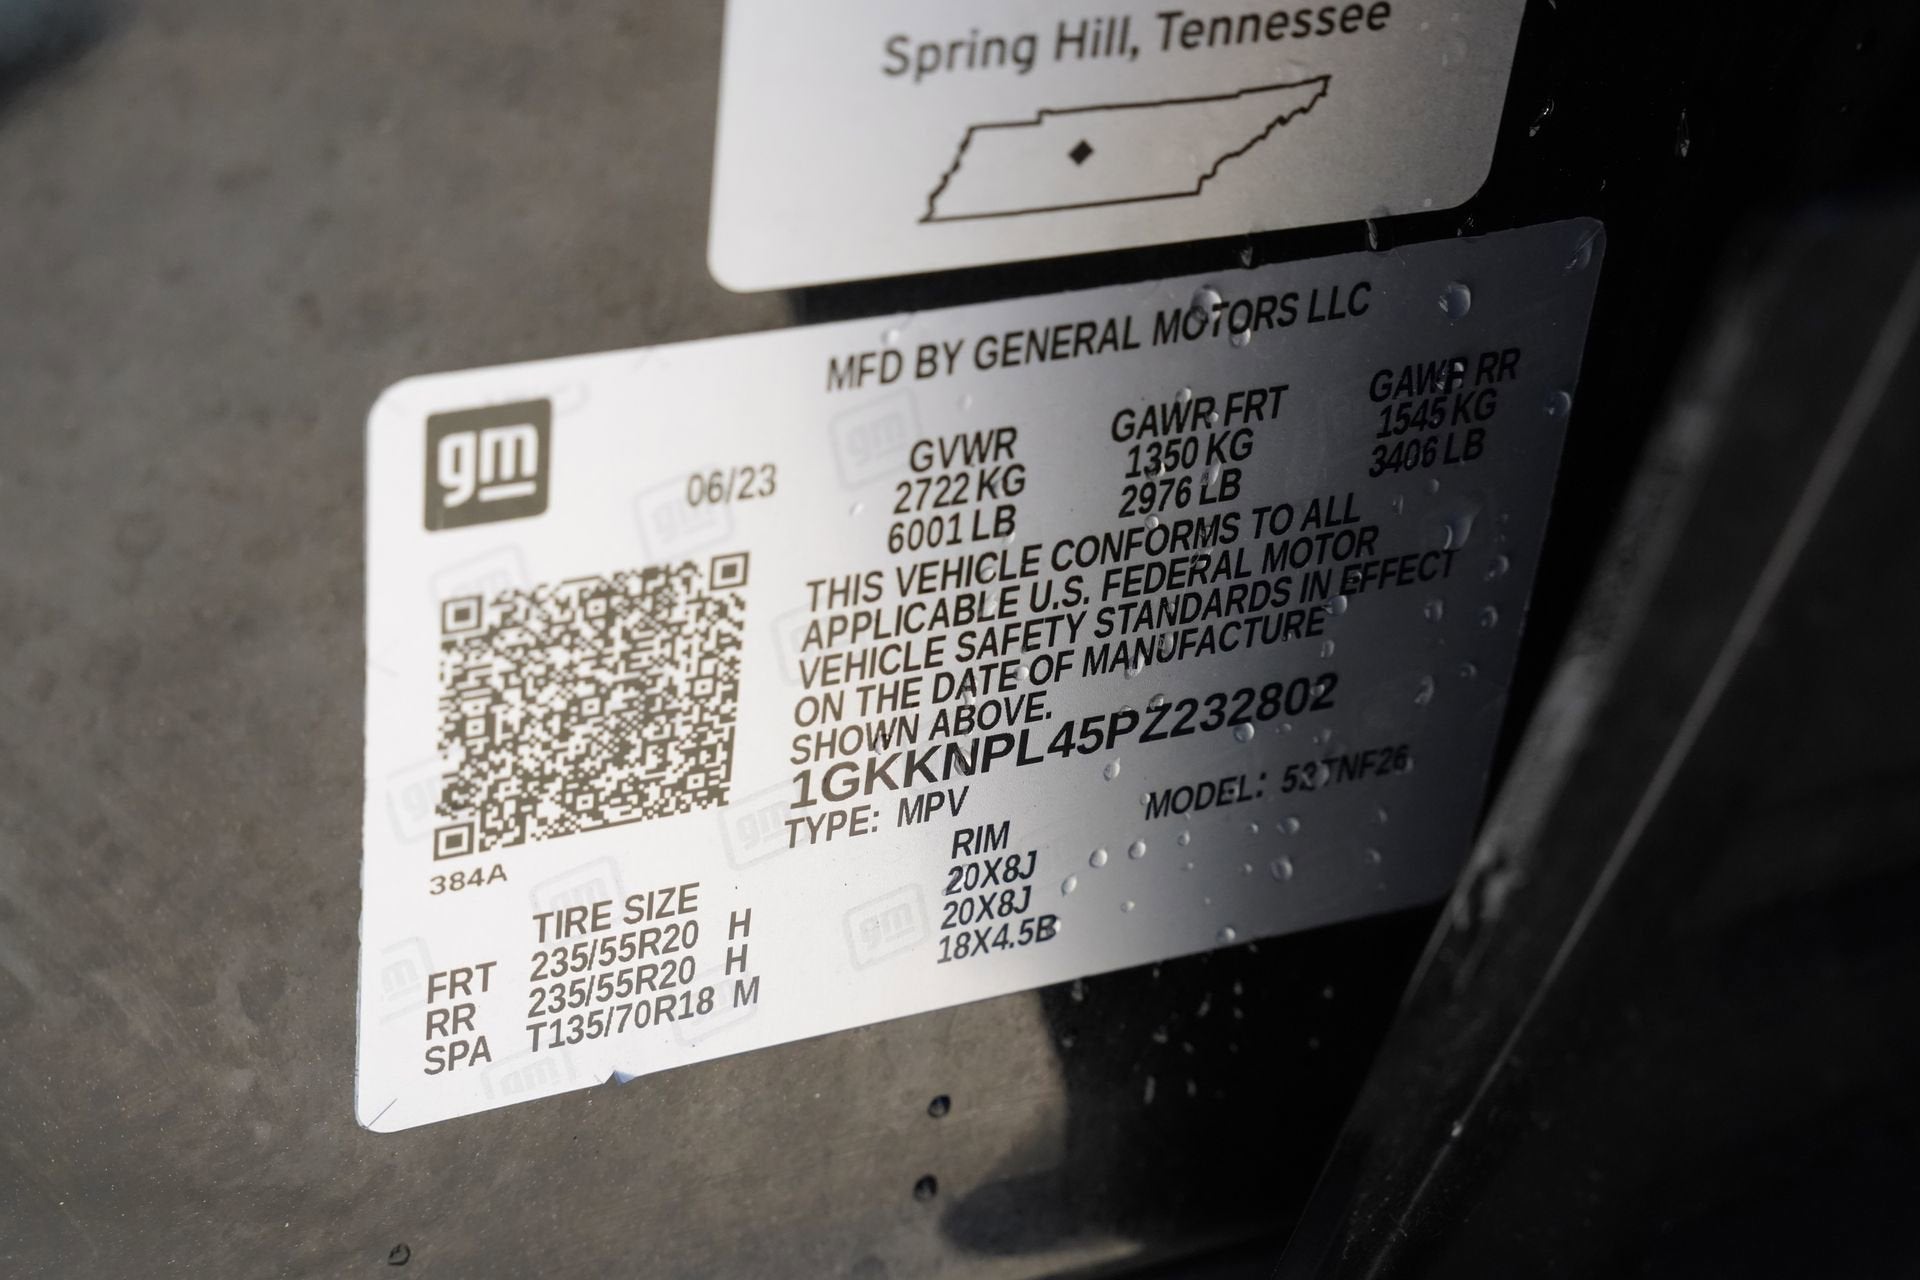 Spring Hill, Tennessee
MFD BY GENERAL MOTORS LLC
gm
06/23
GVWR
2722 KG
6001 LB
GAWR FRT
1350 KG
2976 LB
GAWR RR
1545 KG
3406 LB
THIS VEHICLE CONFORMS TO ALL
APPLICABLE U.S. FEDERAL MOTOR
VEHICLE SAFETY STANDARDS IN EFFECT
ON THE DATE OF MANUFACTURE
SHOWN ABOVE.
1GKKNPL45PZ232802
TYPE: MPV
MODEL:
384A
TIRE SIZE RIM
FRT 235/55R20 H 20X8J
RR 235/55R20 H 20X8J
SPA T135/70R18 M 18X4.5B